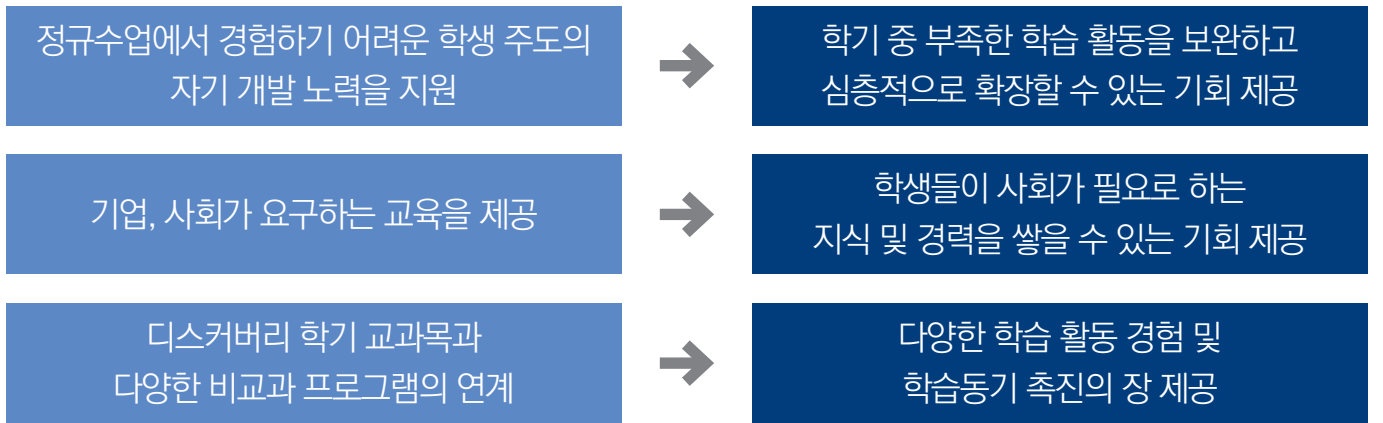 정규수업에서 경험하기 어려운 학생 주도의
자기 개발 노력을 지원
학기 중 부족한 학습 활동을 보완하고
심층적으로 확장할 수 있는 기회 제공
기업, 사회가 요구하는 교육을 제공
학생들이 사회가 필요로 하는
지식 및 경력을 쌓을 수 있는 기회 제공
디스커버리 학기 교과목과
다양한 비교과 프로그램의 연계
다양한 학습 활동 경험 및
학습동기 촉진의 장 제공